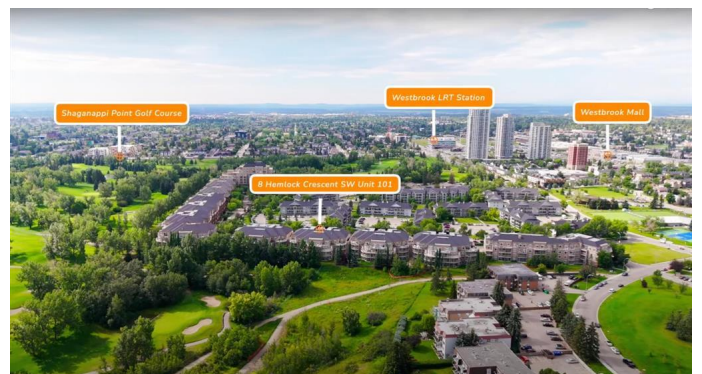 Westbrook LRT Station
Shaganappi Point Golf Course
Westbrook Mall
8 Hemlock Crescent SW Unit 101